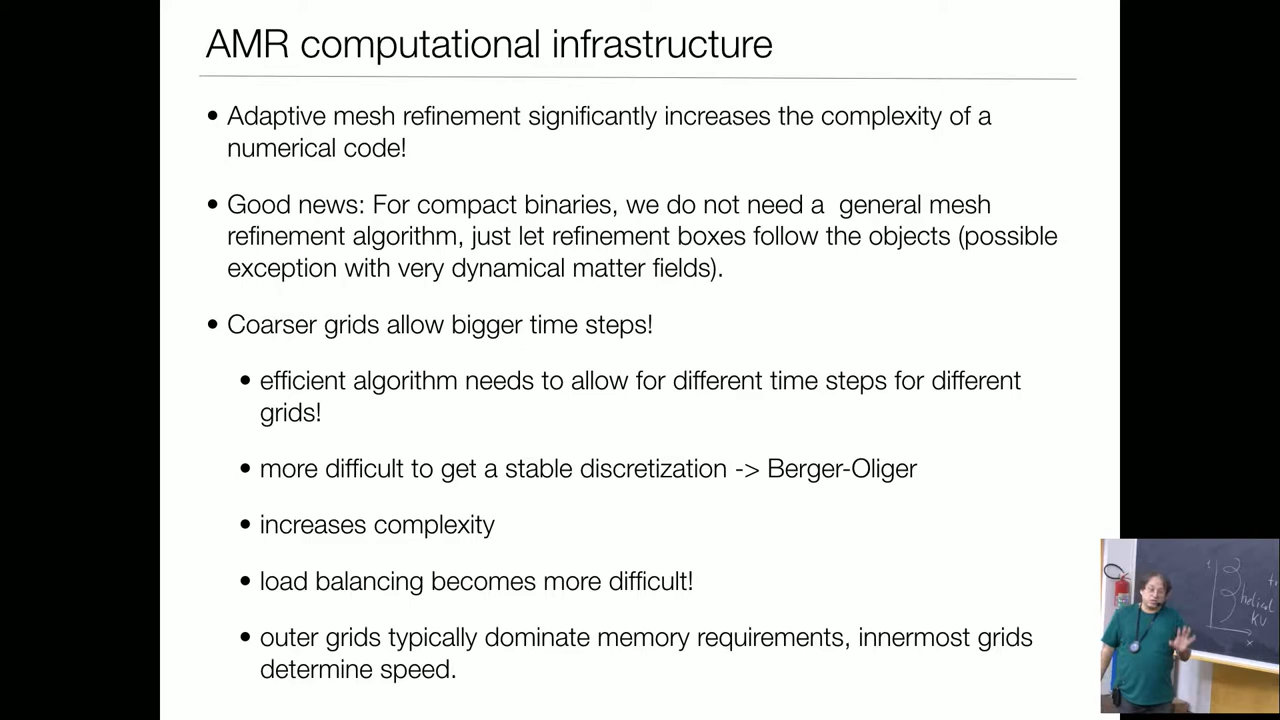 AMR computational infrastructure
• Adaptive mesh refinement significantly increases the complexity of a
numerical code!
• Good news: For compact binaries, we do not need a  general mesh
refinement algorithm, just let refinement boxes follow the objects (possible
exception with very dynamical matter fields).
• Coarser grids allow bigger time steps!
• efficient algorithm needs to allow for different time steps for different
grids!
• more difficult to get a stable discretization -> Berger-Oliger
• increases complexity
• load balancing becomes more difficult!
• outer grids typically dominate memory requirements, innermost grids
determine speed.
helical
KV
x